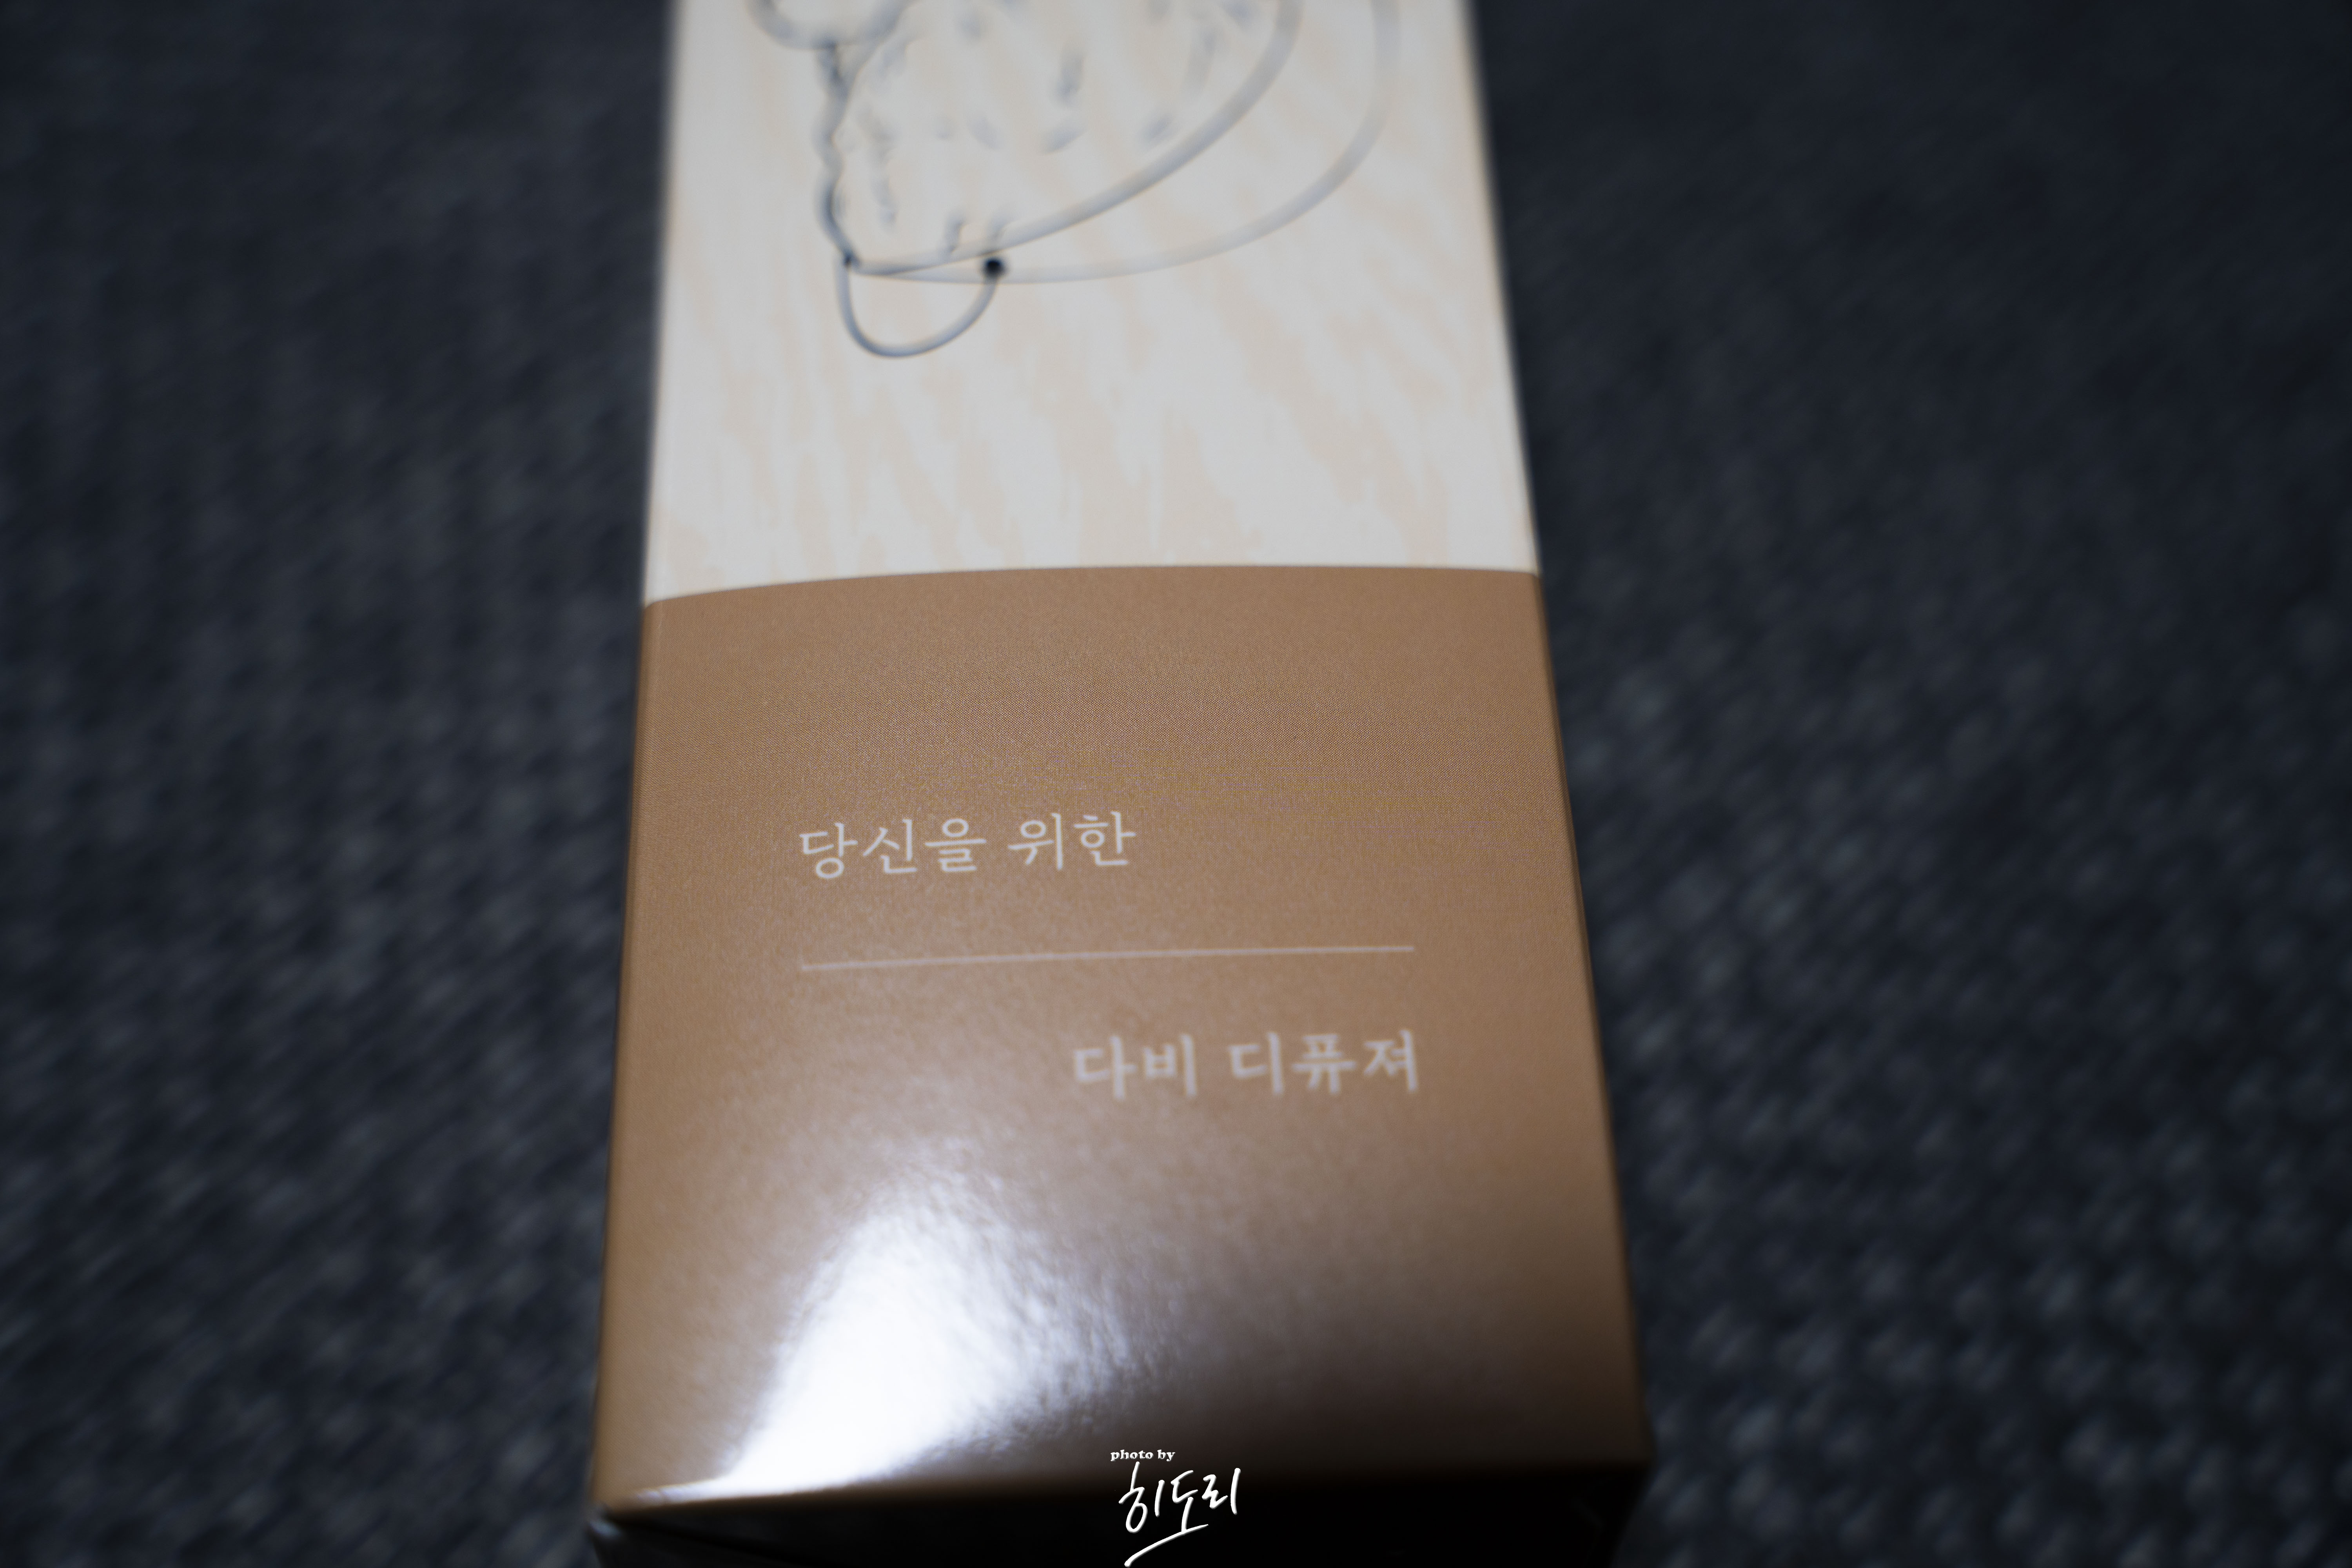 당신을 위한
다비 디퓨져
photo by
히도리